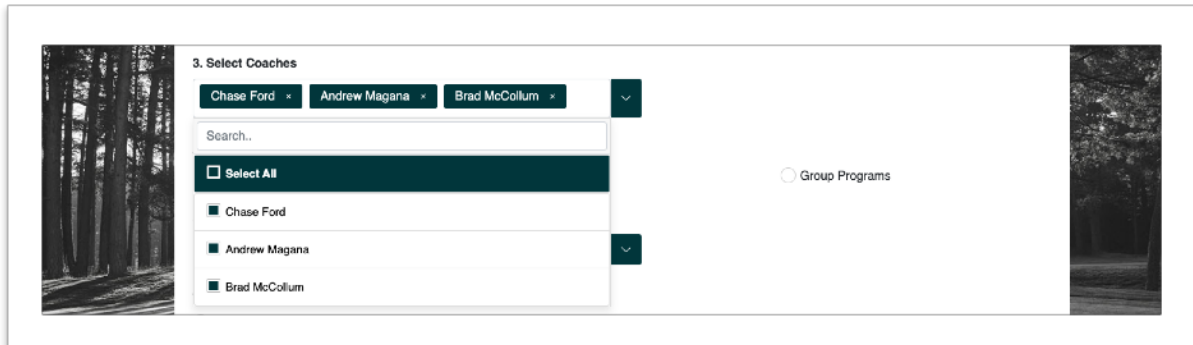 3. Select Coaches
Chase Ford × Andrew Magana × Brad McCollum ×
Search..
Select All
Group Programs
Chase Ford
Andrew Magana
Brad McCollum